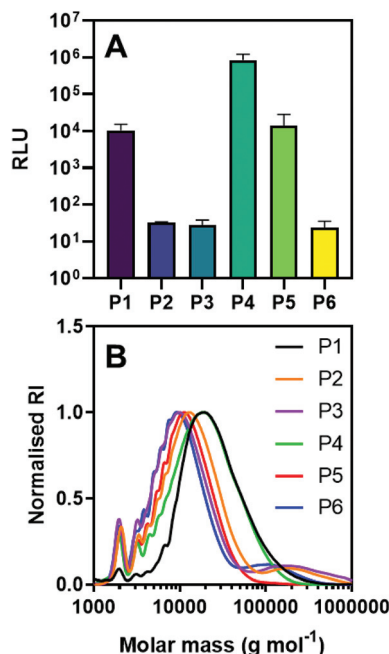 A
RLU
10⁷
10⁶
10⁵
10⁴
10³
10²
10¹
10⁰
P1 P2 P3 P4 P5 P6
B
Normalised RI
1.5
1.0
0.5
0.0
P1
P2
P3
P4
P5
P6
1000 10000 100000 1000000
Molar mass (g mol⁻¹)